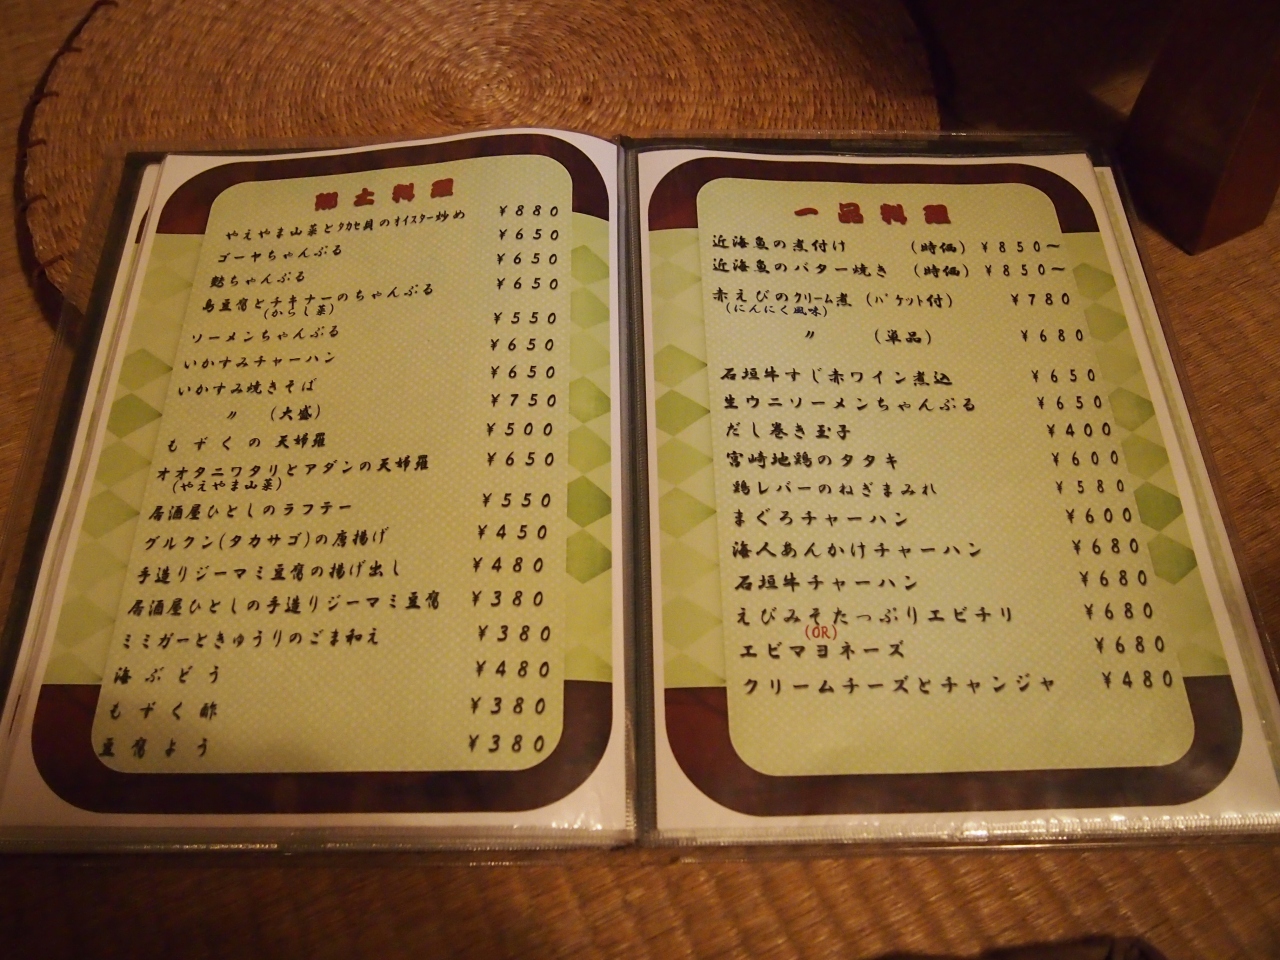 郷土料理
やえやま山菜とタカセ貝のオイスター炒め ¥880
ゴーヤちゃんぷる ¥650
麩ちゃんぷる ¥650
島豆腐とチキナーのちゃんぷる ¥650
(からし菜)
ソーメンちゃんぷる ¥550
いかすみチャーハン ¥650
いかすみ焼きそば ¥650
〃 (大盛) ¥750
もずくの天婦羅 ¥500
オオタニワタリとアダンの天婦羅 ¥650
(やえやま山菜)
居酒屋ひとしのラフテー ¥550
グルクン(タカサゴ)の唐揚げ ¥450
手造りジーマミ豆腐の揚げ出し ¥480
居酒屋ひとしの手造りジーマミ豆腐 ¥380
ミミガーときゅうりのごま和え ¥380
海ぶどう ¥480
もずく酢 ¥380
豆腐よう ¥380
一品料理
近海魚の煮付け (時価) ¥850~
近海魚のバター焼き (時価) ¥850~
赤えびのクリーム煮 (バケット付) ¥780
(にんにく風味)
〃 (単品) ¥680
石垣牛すじ赤ワイン煮込 ¥650
生ウニソーメンちゃんぷる ¥650
だし巻き玉子 ¥400
宮崎地鶏のタタキ ¥600
鶏レバーのねぎまみれ ¥580
まぐろチャーハン ¥600
海人あんかけチャーハン ¥680
石垣牛チャーハン ¥680
えびみそたっぷりエビチリ ¥680
(OR)
エビマヨネーズ ¥680
クリームチーズとチャンジャ ¥480